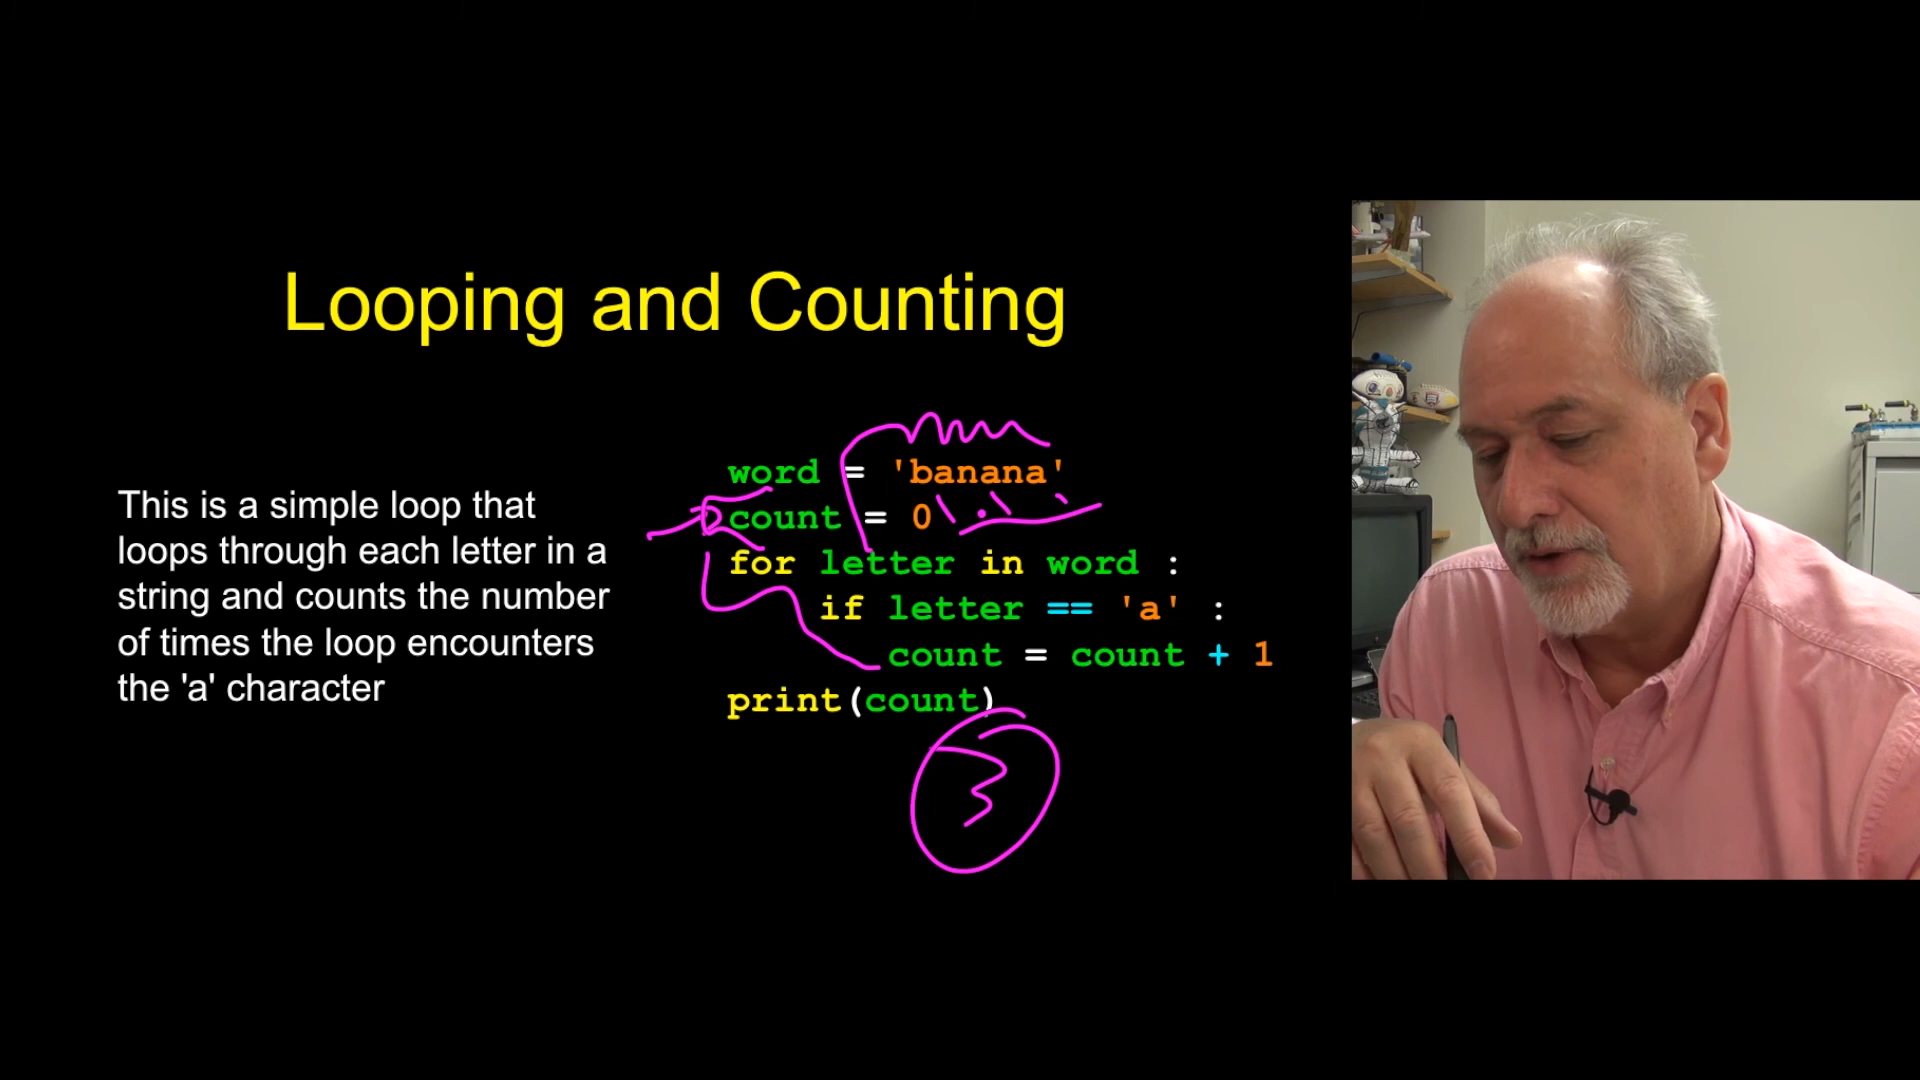 Looping and Counting
This is a simple loop that
loops through each letter in a
string and counts the number
of times the loop encounters
the 'a' character
word = 'banana'
count = 0
for letter in word :
    if letter == 'a' :
        count = count + 1
print(count)
3